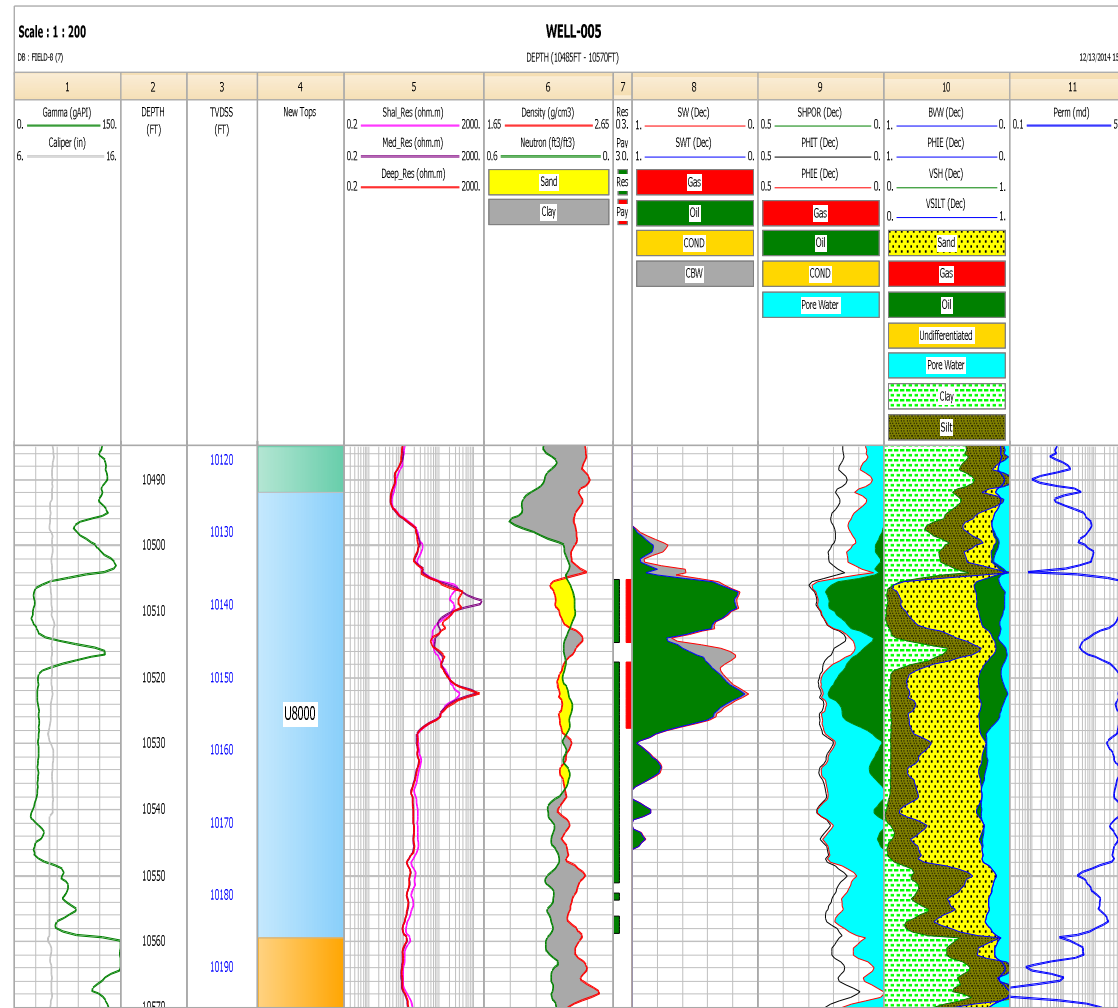 Scale : 1 : 200
WELL-005
DB : FIELD-8 (7)
DEPTH (10485FT - 10570FT)
12/13/2014 15
1 2 3 4 5 6 7 8 9 10 11
Gamma (gAPI)
0. 150.
Caliper (in)
6. 16.
DEPTH
(FT)
TVDSS
(FT)
New Tops
Shal_Res (ohm.m)
0.2 2000.
Med_Res (ohm.m)
0.2 2000.
Deep_Res (ohm.m)
0.2 2000.
Density (g/cm3)
1.65 2.65
Neutron (ft3/ft3)
0.6 0.
Sand
Clay
Res
0 3.
Pay
3 0.
Res
Pay
SW (Dec)
1. 0.
SWT (Dec)
1. 0.
Gas
Oil
COND
CBW
SHPOR (Dec)
0.5 0.
PHIT (Dec)
0.5 0.
PHIE (Dec)
0.5 0.
Gas
Oil
COND
Pore Water
BVW (Dec)
1. 0.
PHIE (Dec)
1. 0.
VSH (Dec)
0. 1.
VSILT (Dec)
0. 1.
Sand
Gas
Oil
Undifferentiated
Pore Water
Clay
Silt
Perm (md)
0.1 5
10490
10500
10510
10520
10530
10540
10550
10560
10570
10120
10130
10140
10150
10160
10170
10180
10190
U8000